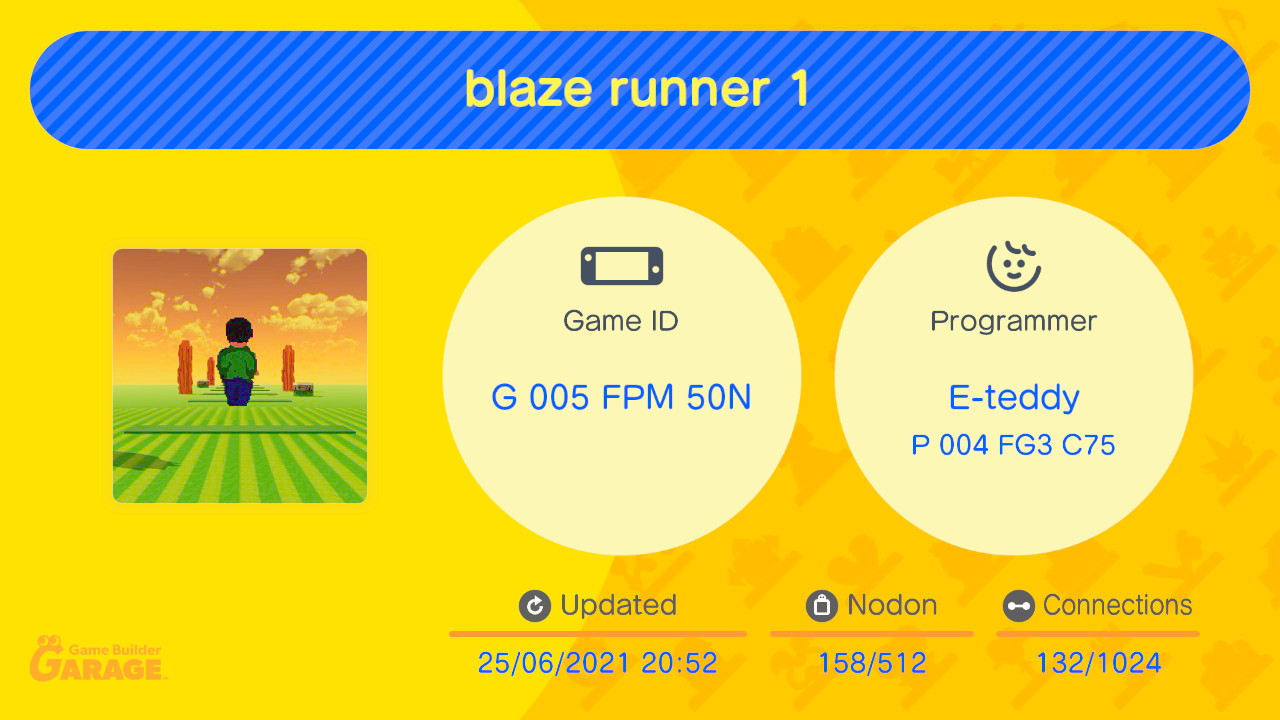 blaze runner 1
Game ID
G 005 FPM 50N
Programmer
E-teddy
P 004 FG3 C75
Updated
25/06/2021 20:52
Nodon
158/512
Connections
132/1024
Game Builder
GARAGE™